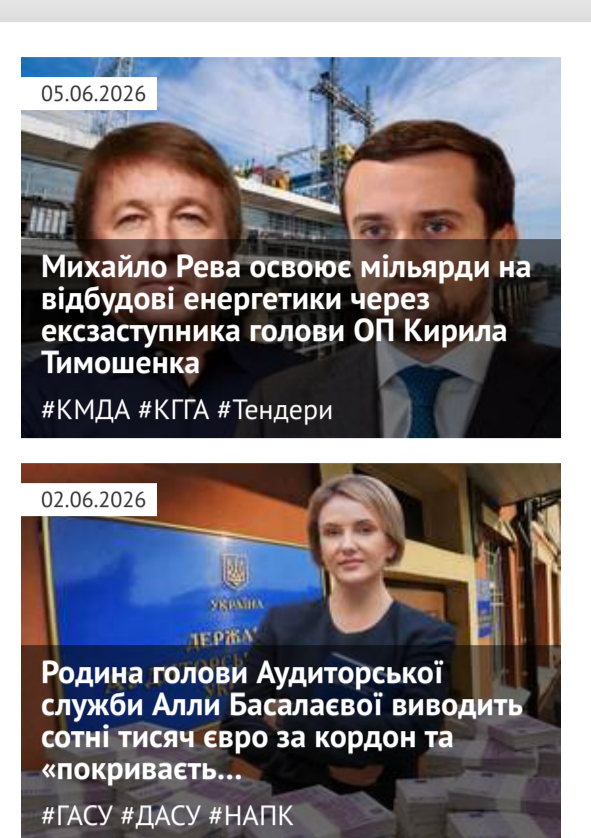 05.06.2026
Михайло Рева освоює мільярди на
відбудові енергетики через
ексзаступника голови ОП Кирила
Тимошенка
#КМДА #КГГА #Тендери
02.06.2026
УКРАЇНА
ДЕРЖА
Родина голови Аудиторської
служби Алли Басалаєвої виводить
сотні тисяч євро за кордон та
«покриваєть...
#ГАСУ #ДАСУ #НАПК